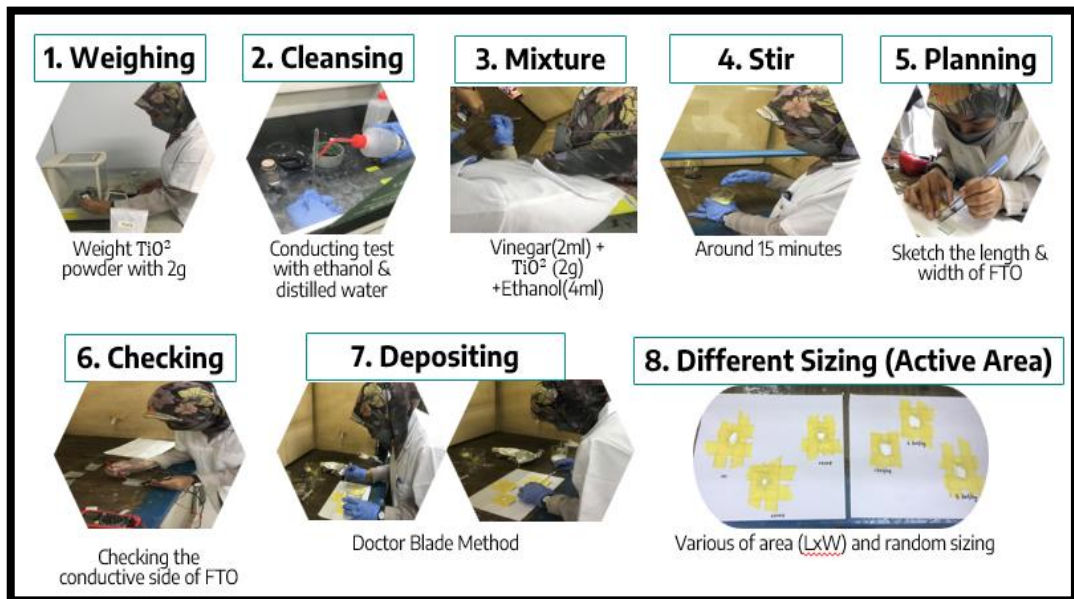 1. Weighing
Weight TiO²
powder with 2g
2. Cleansing
Conducting test
with ethanol &
distilled water
3. Mixture
Vinegar(2ml) +
TiO² (2g)
+Ethanol(4ml)
4. Stir
Around 15 minutes
5. Planning
Sketch the length &
width of FTO
6. Checking
Checking the
conductive side of FTO
7. Depositing
Doctor Blade Method
8. Different Sizing (Active Area)
Various of area (LxW) and random sizing